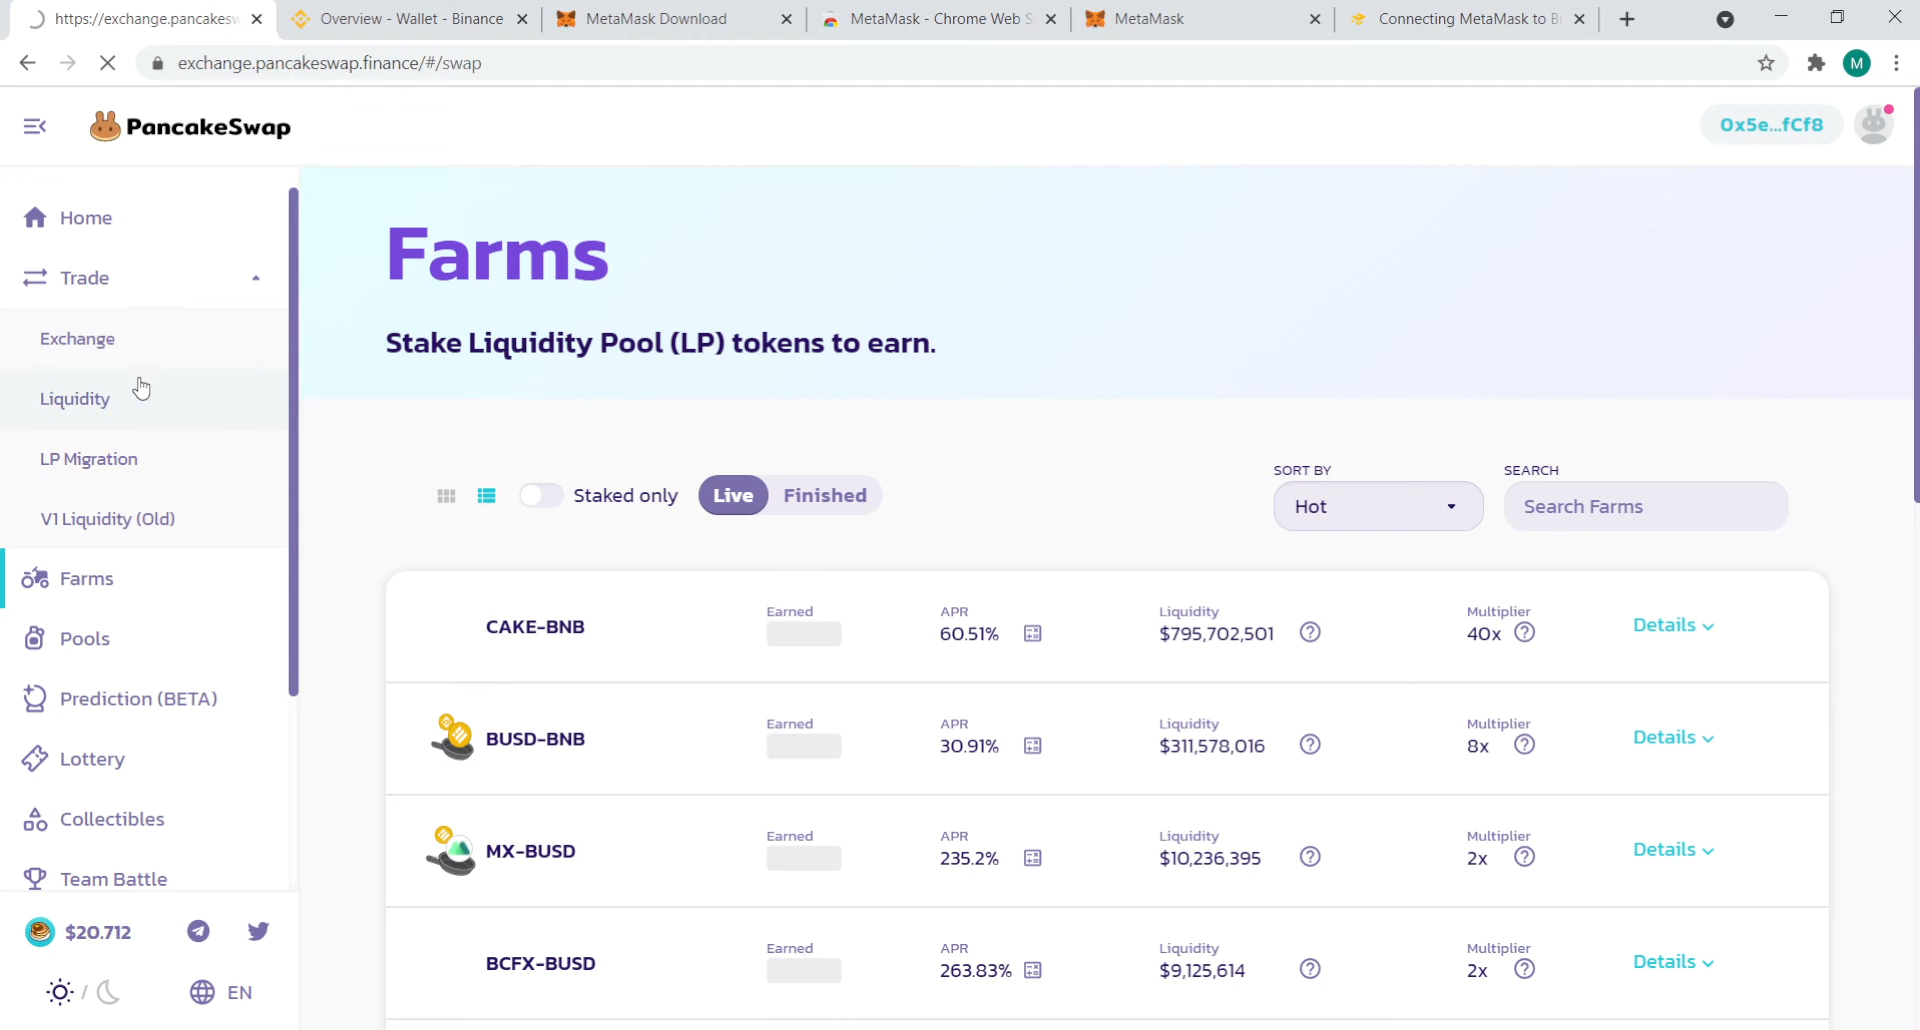 https://exchange.pancakesw
Overview - Wallet - Binance
MetaMask Download
MetaMask - Chrome Web S
MetaMask
Connecting MetaMask to Bi
exchange.pancakeswap.finance/#/swap
M
PancakeSwap
0x5e...fCf8
Home
Trade
Exchange
Liquidity
LP Migration
V1 Liquidity (Old)
Farms
Pools
Prediction (BETA)
Lottery
Collectibles
Team Battle
$20.712
/
EN
Farms
Stake Liquidity Pool (LP) tokens to earn.
Staked only
Live
Finished
SORT BY
Hot
SEARCH
Search Farms
CAKE-BNB
Earned
APR
60.51%
Liquidity
$795,702,501
Multiplier
40x
Details
BUSD-BNB
Earned
APR
30.91%
Liquidity
$311,578,016
Multiplier
8x
Details
MX-BUSD
Earned
APR
235.2%
Liquidity
$10,236,395
Multiplier
2x
Details
BCFX-BUSD
Earned
APR
263.83%
Liquidity
$9,125,614
Multiplier
2x
Details